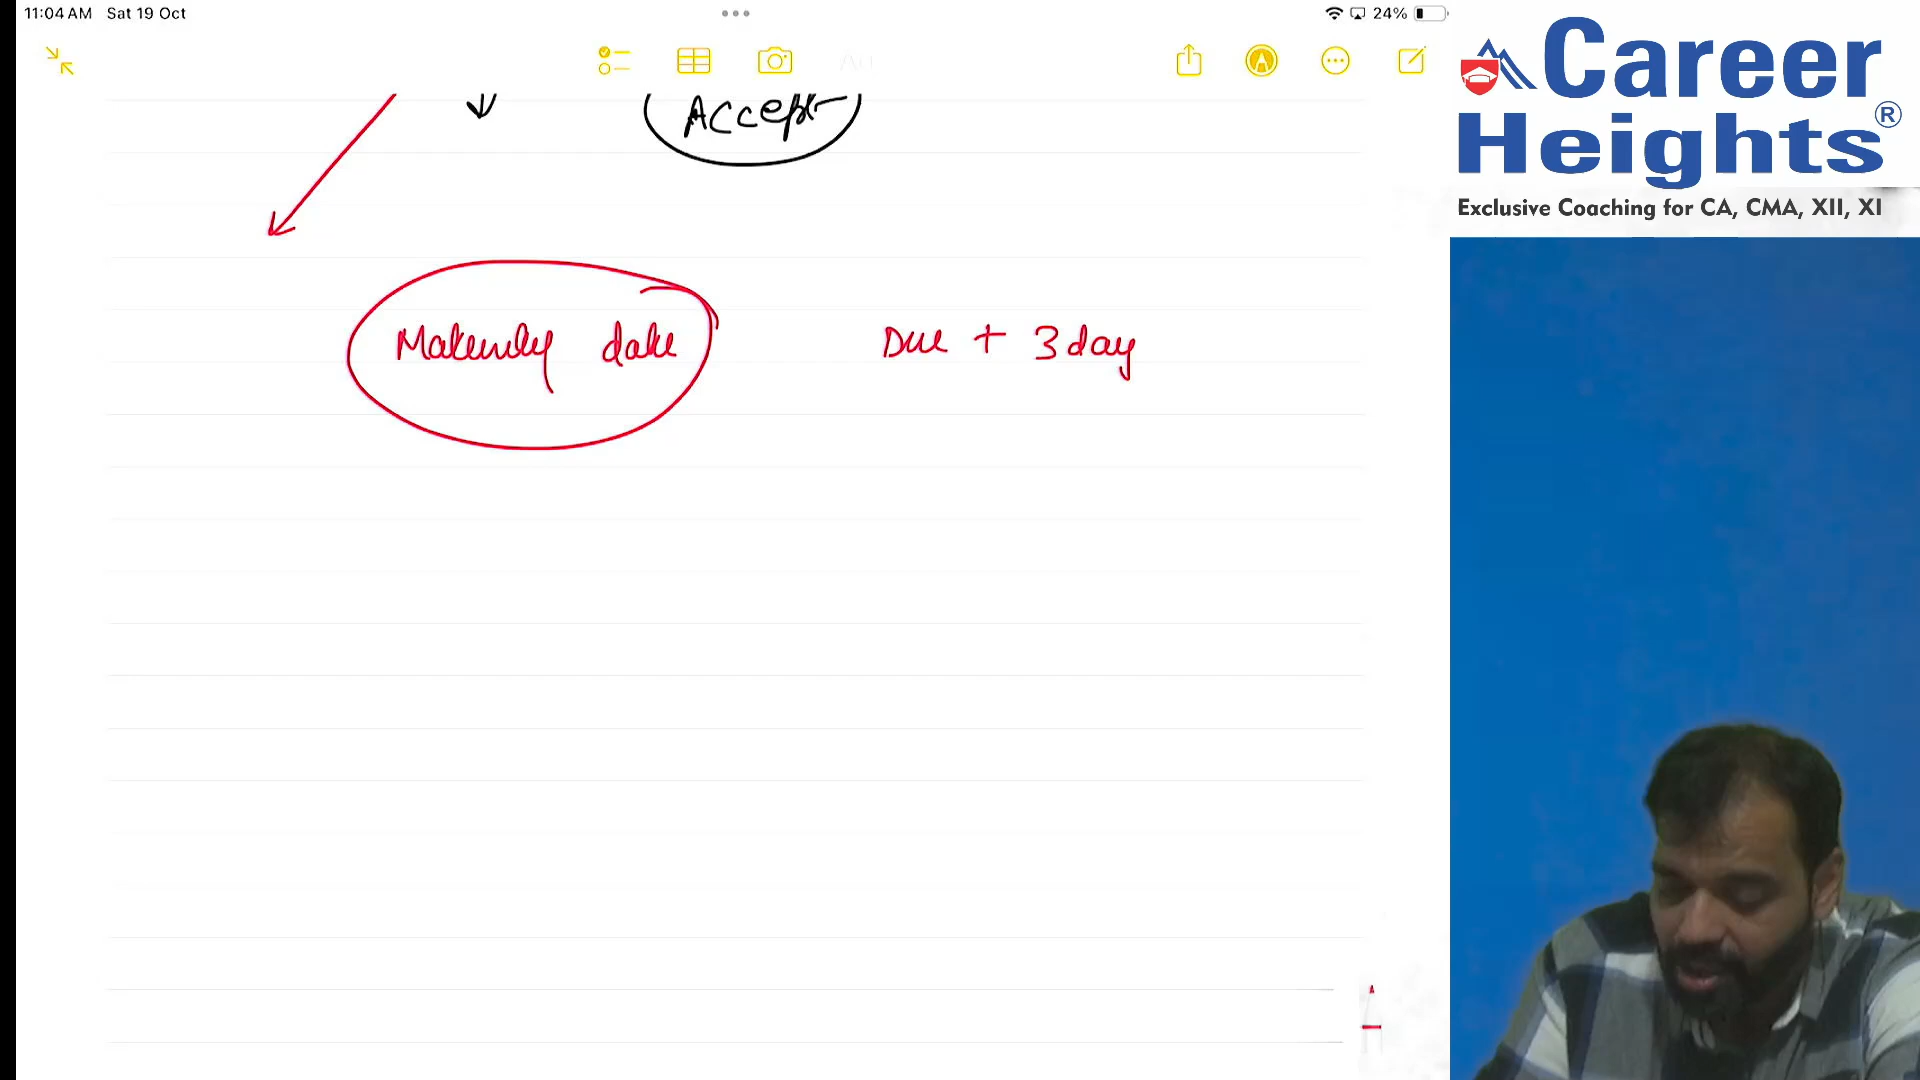 11:04 AM Sat 19 Oct
24%
Career
Heights®
Exclusive Coaching for CA, CMA, XII, XI
Accept
Maturity date Due + 3 day